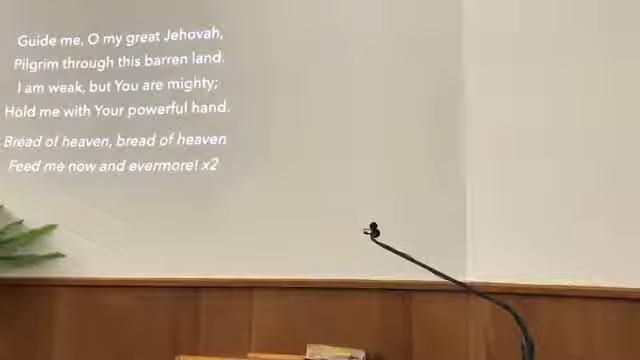 Guide me, O my great Jehovah,
Pilgrim through this barren land.
I am weak, but You are mighty;
Hold me with Your powerful hand.
Bread of heaven, bread of heaven
Feed me now and evermore! x2